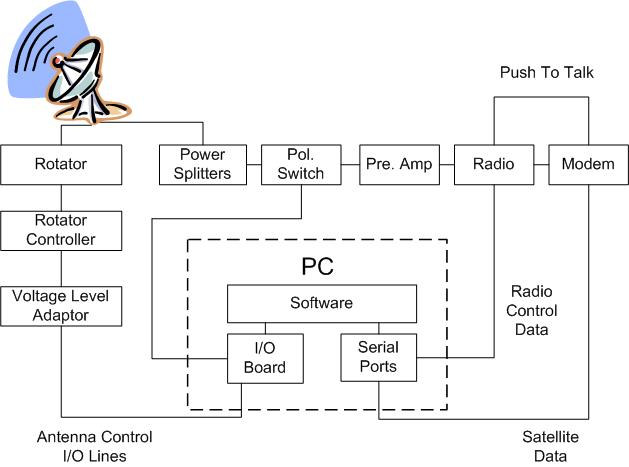 Push To Talk
Rotator
Power
Splitters
Pol.
Switch
Pre. Amp
Radio
Modem
Rotator
Controller
PC
Voltage Level
Adaptor
Software
Radio
Control
Data
I/O
Board
Serial
Ports
Antenna Control
I/O Lines
Satellite
Data